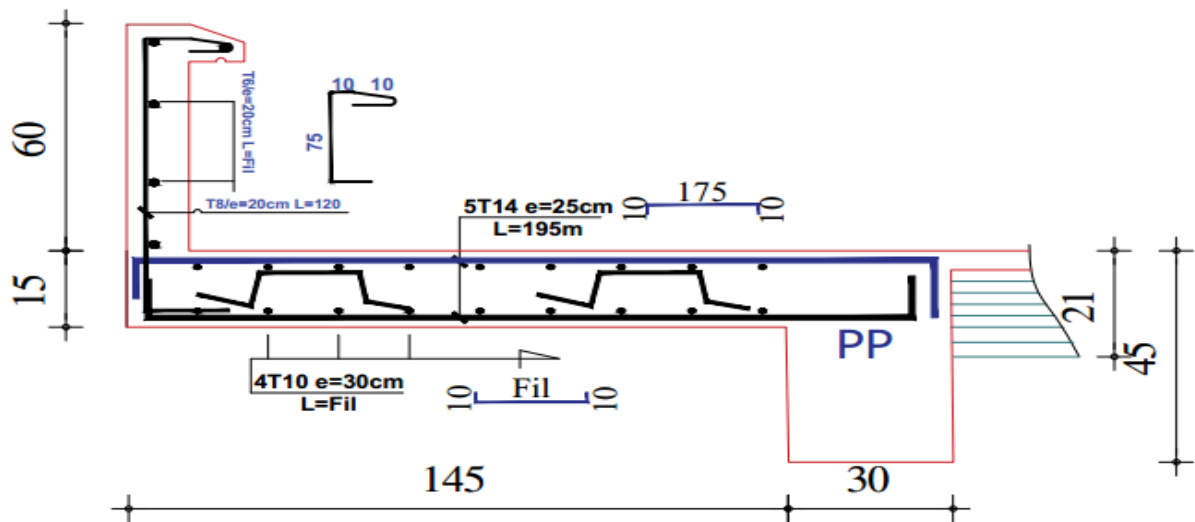 60
15
10 10
75
T6/e=20cm L=Fil
T8/e=20cm L=120
5T14 e=25cm
L=195m
10 175 10
21
45
PP
4T10 e=30cm
L=Fil
10 Fil 10
145
30